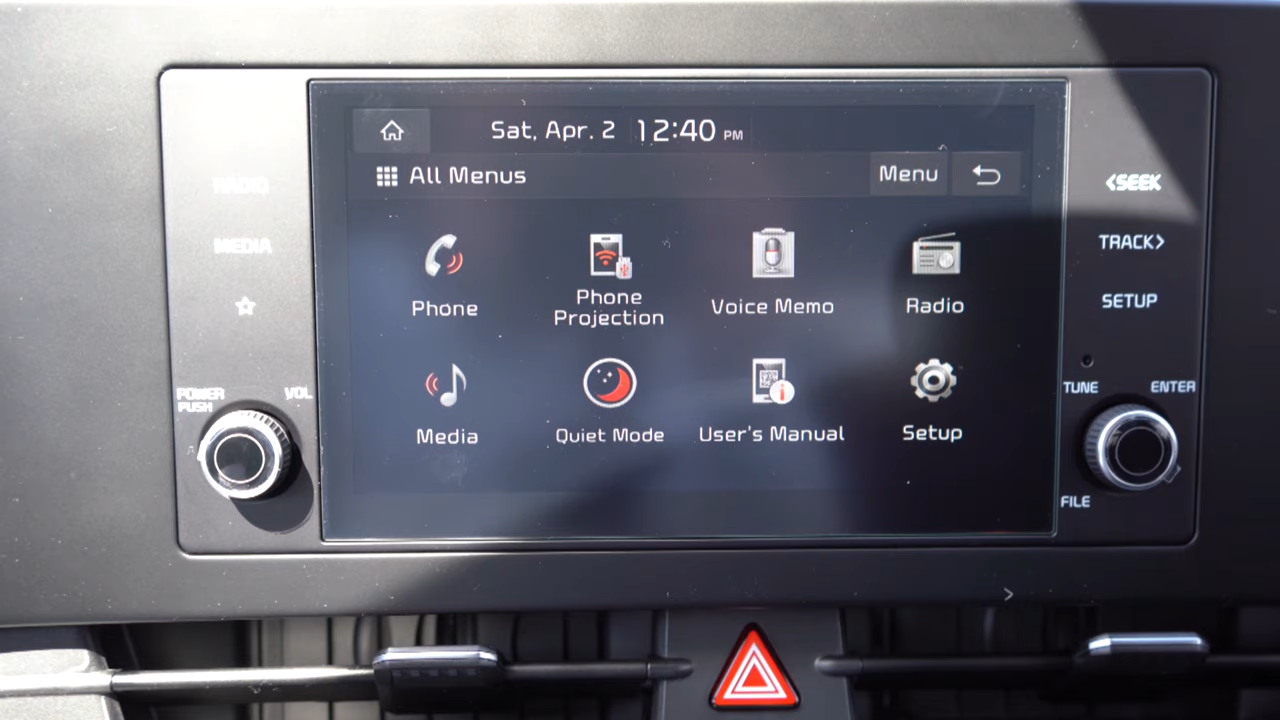 Sat, Apr. 2 12:40 PM
All Menus
Menu
Phone
Phone
Projection
Voice Memo
Radio
Media
Quiet Mode
User's Manual
Setup
RADIO
MEDIA
POWER
PUSH
VOL
<SEEK
TRACK>
SETUP
TUNE
ENTER
FILE